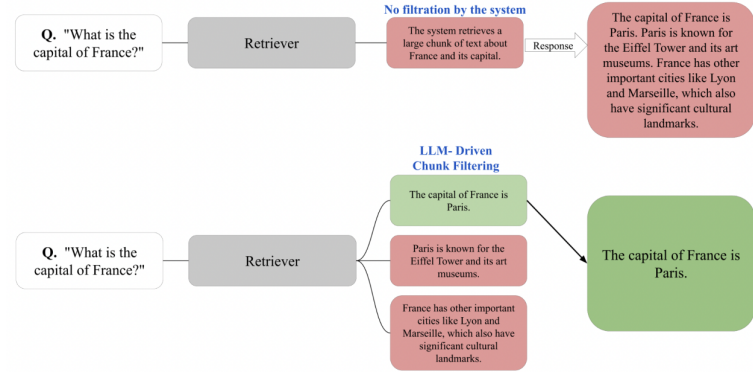 No filtration by the system
Q. "What is the
capital of France?"
Retriever
The system retrieves a
large chunk of text about
France and its capital.
Response
The capital of France is
Paris. Paris is known for
the Eiffel Tower and its art
museums. France has other
important cities like Lyon
and Marseille, which also
have significant cultural
landmarks.
LLM- Driven
Chunk Filtering
Q. "What is the
capital of France?"
Retriever
The capital of France is
Paris.
Paris is known for the
Eiffel Tower and its art
museums.
France has other important
cities like Lyon and
Marseille, which also have
significant cultural
landmarks.
The capital of France is
Paris.